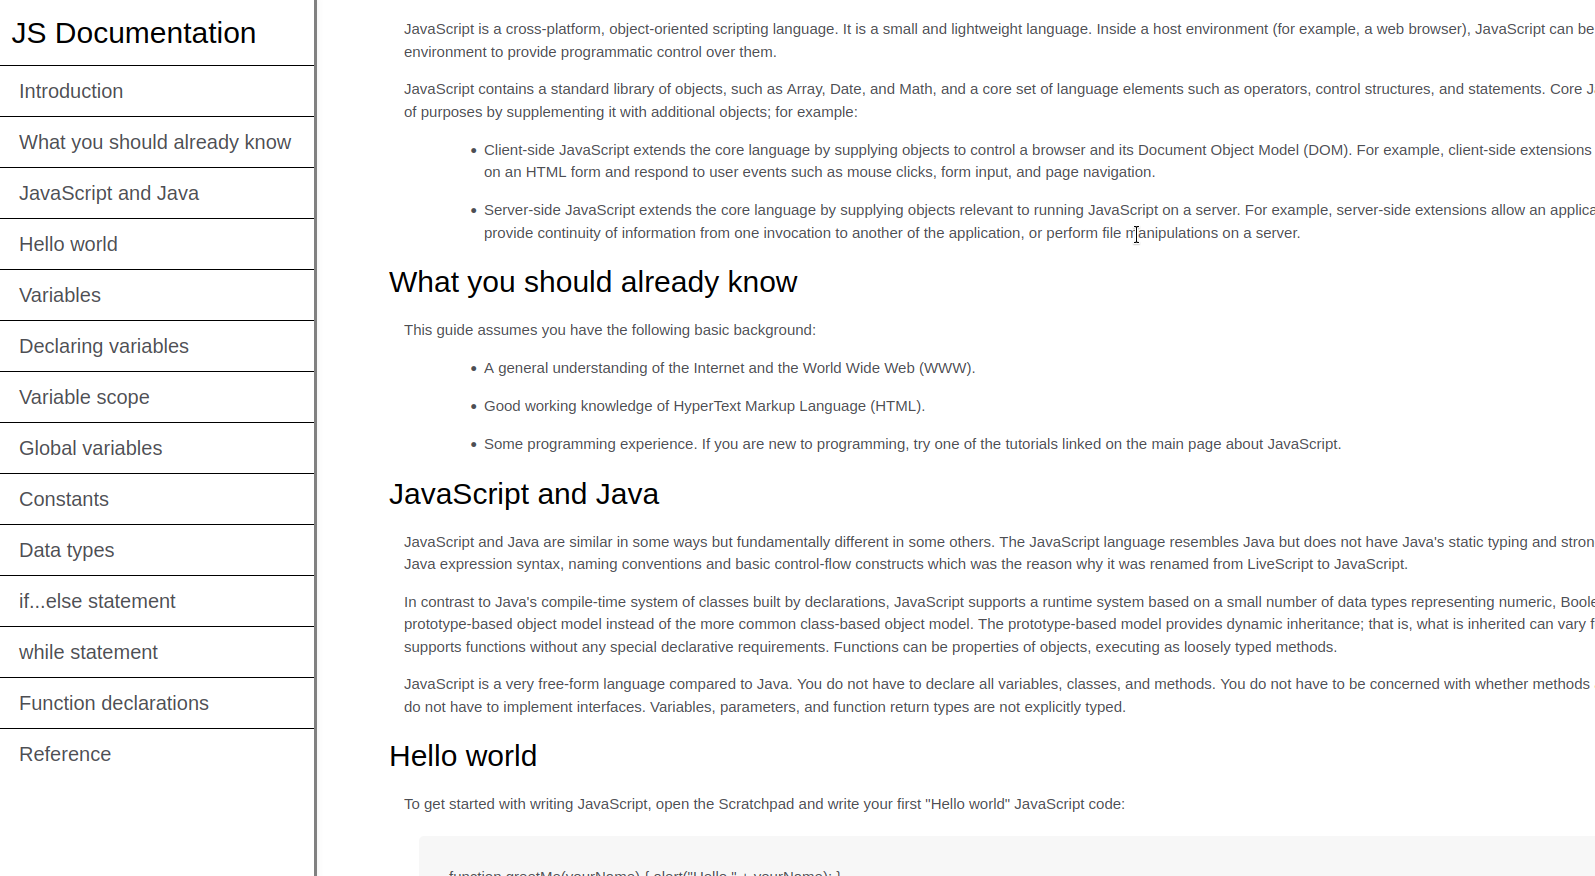 JS Documentation
Introduction
What you should already know
JavaScript and Java
Hello world
Variables
Declaring variables
Variable scope
Global variables
Constants
Data types
if...else statement
while statement
Function declarations
Reference
JavaScript is a cross-platform, object-oriented scripting language. It is a small and lightweight language. Inside a host environment (for example, a web browser), JavaScript can be
environment to provide programmatic control over them.
JavaScript contains a standard library of objects, such as Array, Date, and Math, and a core set of language elements such as operators, control structures, and statements. Core
of purposes by supplementing it with additional objects; for example:
• Client-side JavaScript extends the core language by supplying objects to control a browser and its Document Object Model (DOM). For example, client-side extensions
on an HTML form and respond to user events such as mouse clicks, form input, and page navigation.
• Server-side JavaScript extends the core language by supplying objects relevant to running JavaScript on a server. For example, server-side extensions allow an
provide continuity of information from one invocation to another of the application, or perform file manipulations on a server.
What you should already know
This guide assumes you have the following basic background:
• A general understanding of the Internet and the World Wide Web (WWW).
• Good working knowledge of HyperText Markup Language (HTML).
• Some programming experience. If you are new to programming, try one of the tutorials linked on the main page about JavaScript.
JavaScript and Java
JavaScript and Java are similar in some ways but fundamentally different in some others. The JavaScript language resembles Java but does not have Java's static typing and
Java expression syntax, naming conventions and basic control-flow constructs which was the reason why it was renamed from LiveScript to JavaScript.
In contrast to Java's compile-time system of classes built by declarations, JavaScript supports a runtime system based on a small number of data types representing numeric,
prototype-based object model instead of the more common class-based object model. The prototype-based model provides dynamic inheritance; that is, what is inherited can vary
supports functions without any special declarative requirements. Functions can be properties of objects, executing as loosely typed methods.
JavaScript is a very free-form language compared to Java. You do not have to declare all variables, classes, and methods. You do not have to be concerned with whether methods
do not have to implement interfaces. Variables, parameters, and function return types are not explicitly typed.
Hello world
To get started with writing JavaScript, open the Scratchpad and write your first "Hello world" JavaScript code:
function greetMe(yourName) { alert("Hello " + yourName); }